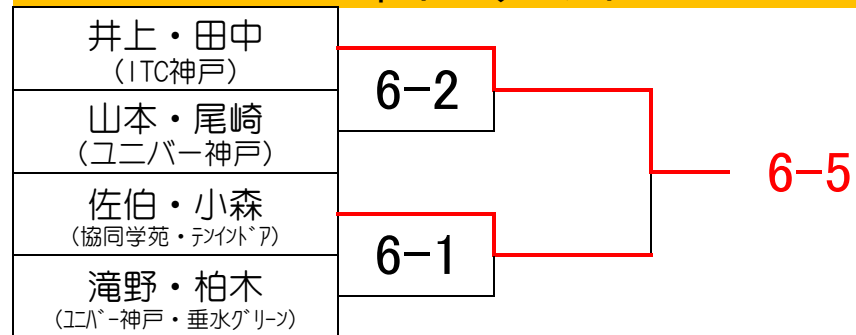 井上・田中
(ITC神戸)
6-2
山本・尾崎
(ユニバー神戸)
6-5
佐伯・小森
(協同学苑・ﾃﾝｲﾝﾄﾞｱ)
6-1
滝野・柏木
(ﾕﾆﾊﾞｰ神戸・垂水ｸﾞﾘｰﾝ)